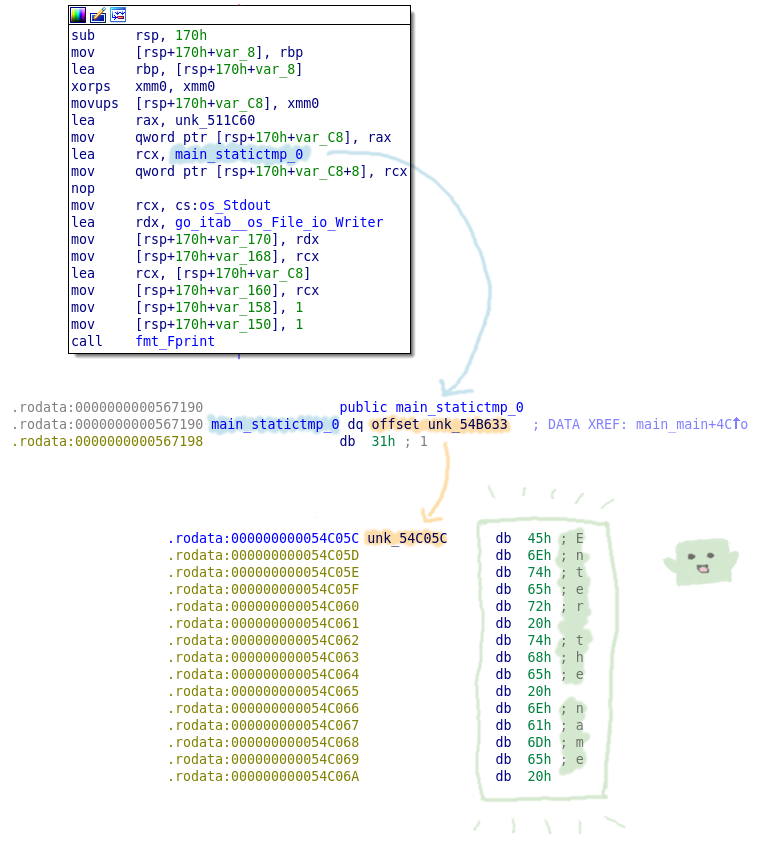 sub rsp, 170h
mov [rsp+170h+var_8], rbp
lea rbp, [rsp+170h+var_8]
xorps xmm0, xmm0
movups [rsp+170h+var_C8], xmm0
lea rax, unk_511C60
mov qword ptr [rsp+170h+var_C8], rax
lea rcx, main_statictmp_0
mov qword ptr [rsp+170h+var_C8+8], rcx
nop
mov rcx, cs:os_Stdout
lea rdx, go_itab__os_File_io_Writer
mov [rsp+170h+var_170], rdx
mov [rsp+170h+var_168], rcx
lea rcx, [rsp+170h+var_C8]
mov [rsp+170h+var_160], rcx
mov [rsp+170h+var_158], 1
mov [rsp+170h+var_150], 1
call fmt_Fprint
.rodata:0000000000567190 public main_statictmp_0
.rodata:0000000000567190 main_statictmp_0 dq offset unk_54B633 ; DATA XREF: main_main+4C↑o
.rodata:0000000000567198 db 31h ; 1
.rodata:000000000054C05C unk_54C05C db 45h ; E
.rodata:000000000054C05D db 6Eh ; n
.rodata:000000000054C05E db 74h ; t
.rodata:000000000054C05F db 65h ; e
.rodata:000000000054C060 db 72h ; r
.rodata:000000000054C061 db 20h
.rodata:000000000054C062 db 74h ; t
.rodata:000000000054C063 db 68h ; h
.rodata:000000000054C064 db 65h ; e
.rodata:000000000054C065 db 20h
.rodata:000000000054C066 db 6Eh ; n
.rodata:000000000054C067 db 61h ; a
.rodata:000000000054C068 db 6Dh ; m
.rodata:000000000054C069 db 65h ; e
.rodata:000000000054C06A db 20h